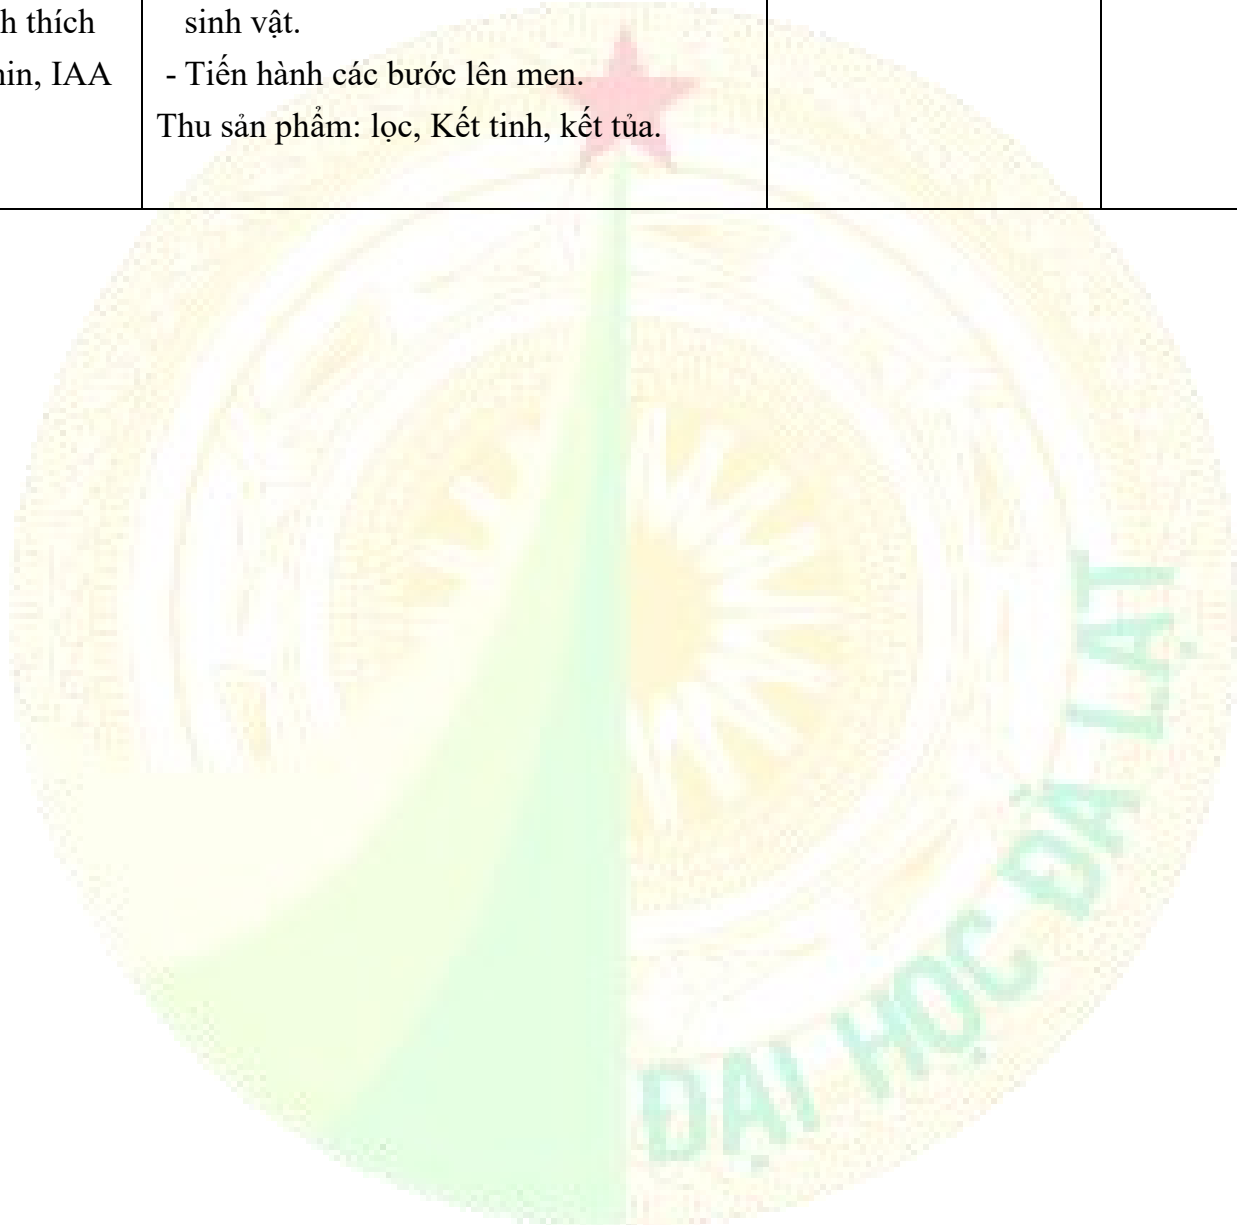 h thích
nin, IAA
sinh vật.
- Tiến hành các bước lên men.
Thu sản phẩm: lọc, Kết tinh, kết tủa.
ĐẠI HỌC ĐÀ LẠT